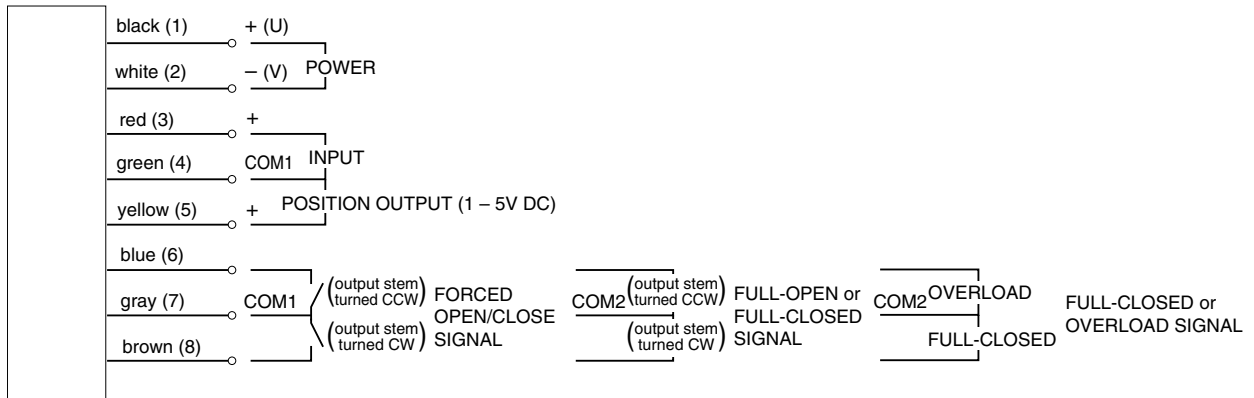 black (1) + (U)
POWER
white (2) – (V)
red (3) +
INPUT
green (4) COM1
POSITION OUTPUT (1 – 5V DC)
yellow (5) +
blue (6)
gray (7) COM1
brown (8)
(output stem
turned CCW)
(output stem
turned CW)
FORCED
OPEN/CLOSE
SIGNAL
COM2
(output stem
turned CCW)
(output stem
turned CW)
FULL-OPEN or
FULL-CLOSED
SIGNAL
COM2
OVERLOAD
FULL-CLOSED
FULL-CLOSED or
OVERLOAD SIGNAL